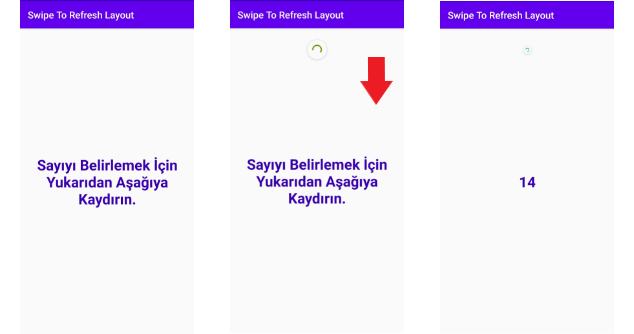 Swipe To Refresh Layout
Sayıyı Belirlemek İçin
Yukarıdan Aşağıya
Kaydırın.
Swipe To Refresh Layout
Sayıyı Belirlemek İçin
Yukarıdan Aşağıya
Kaydırın.
Swipe To Refresh Layout
14